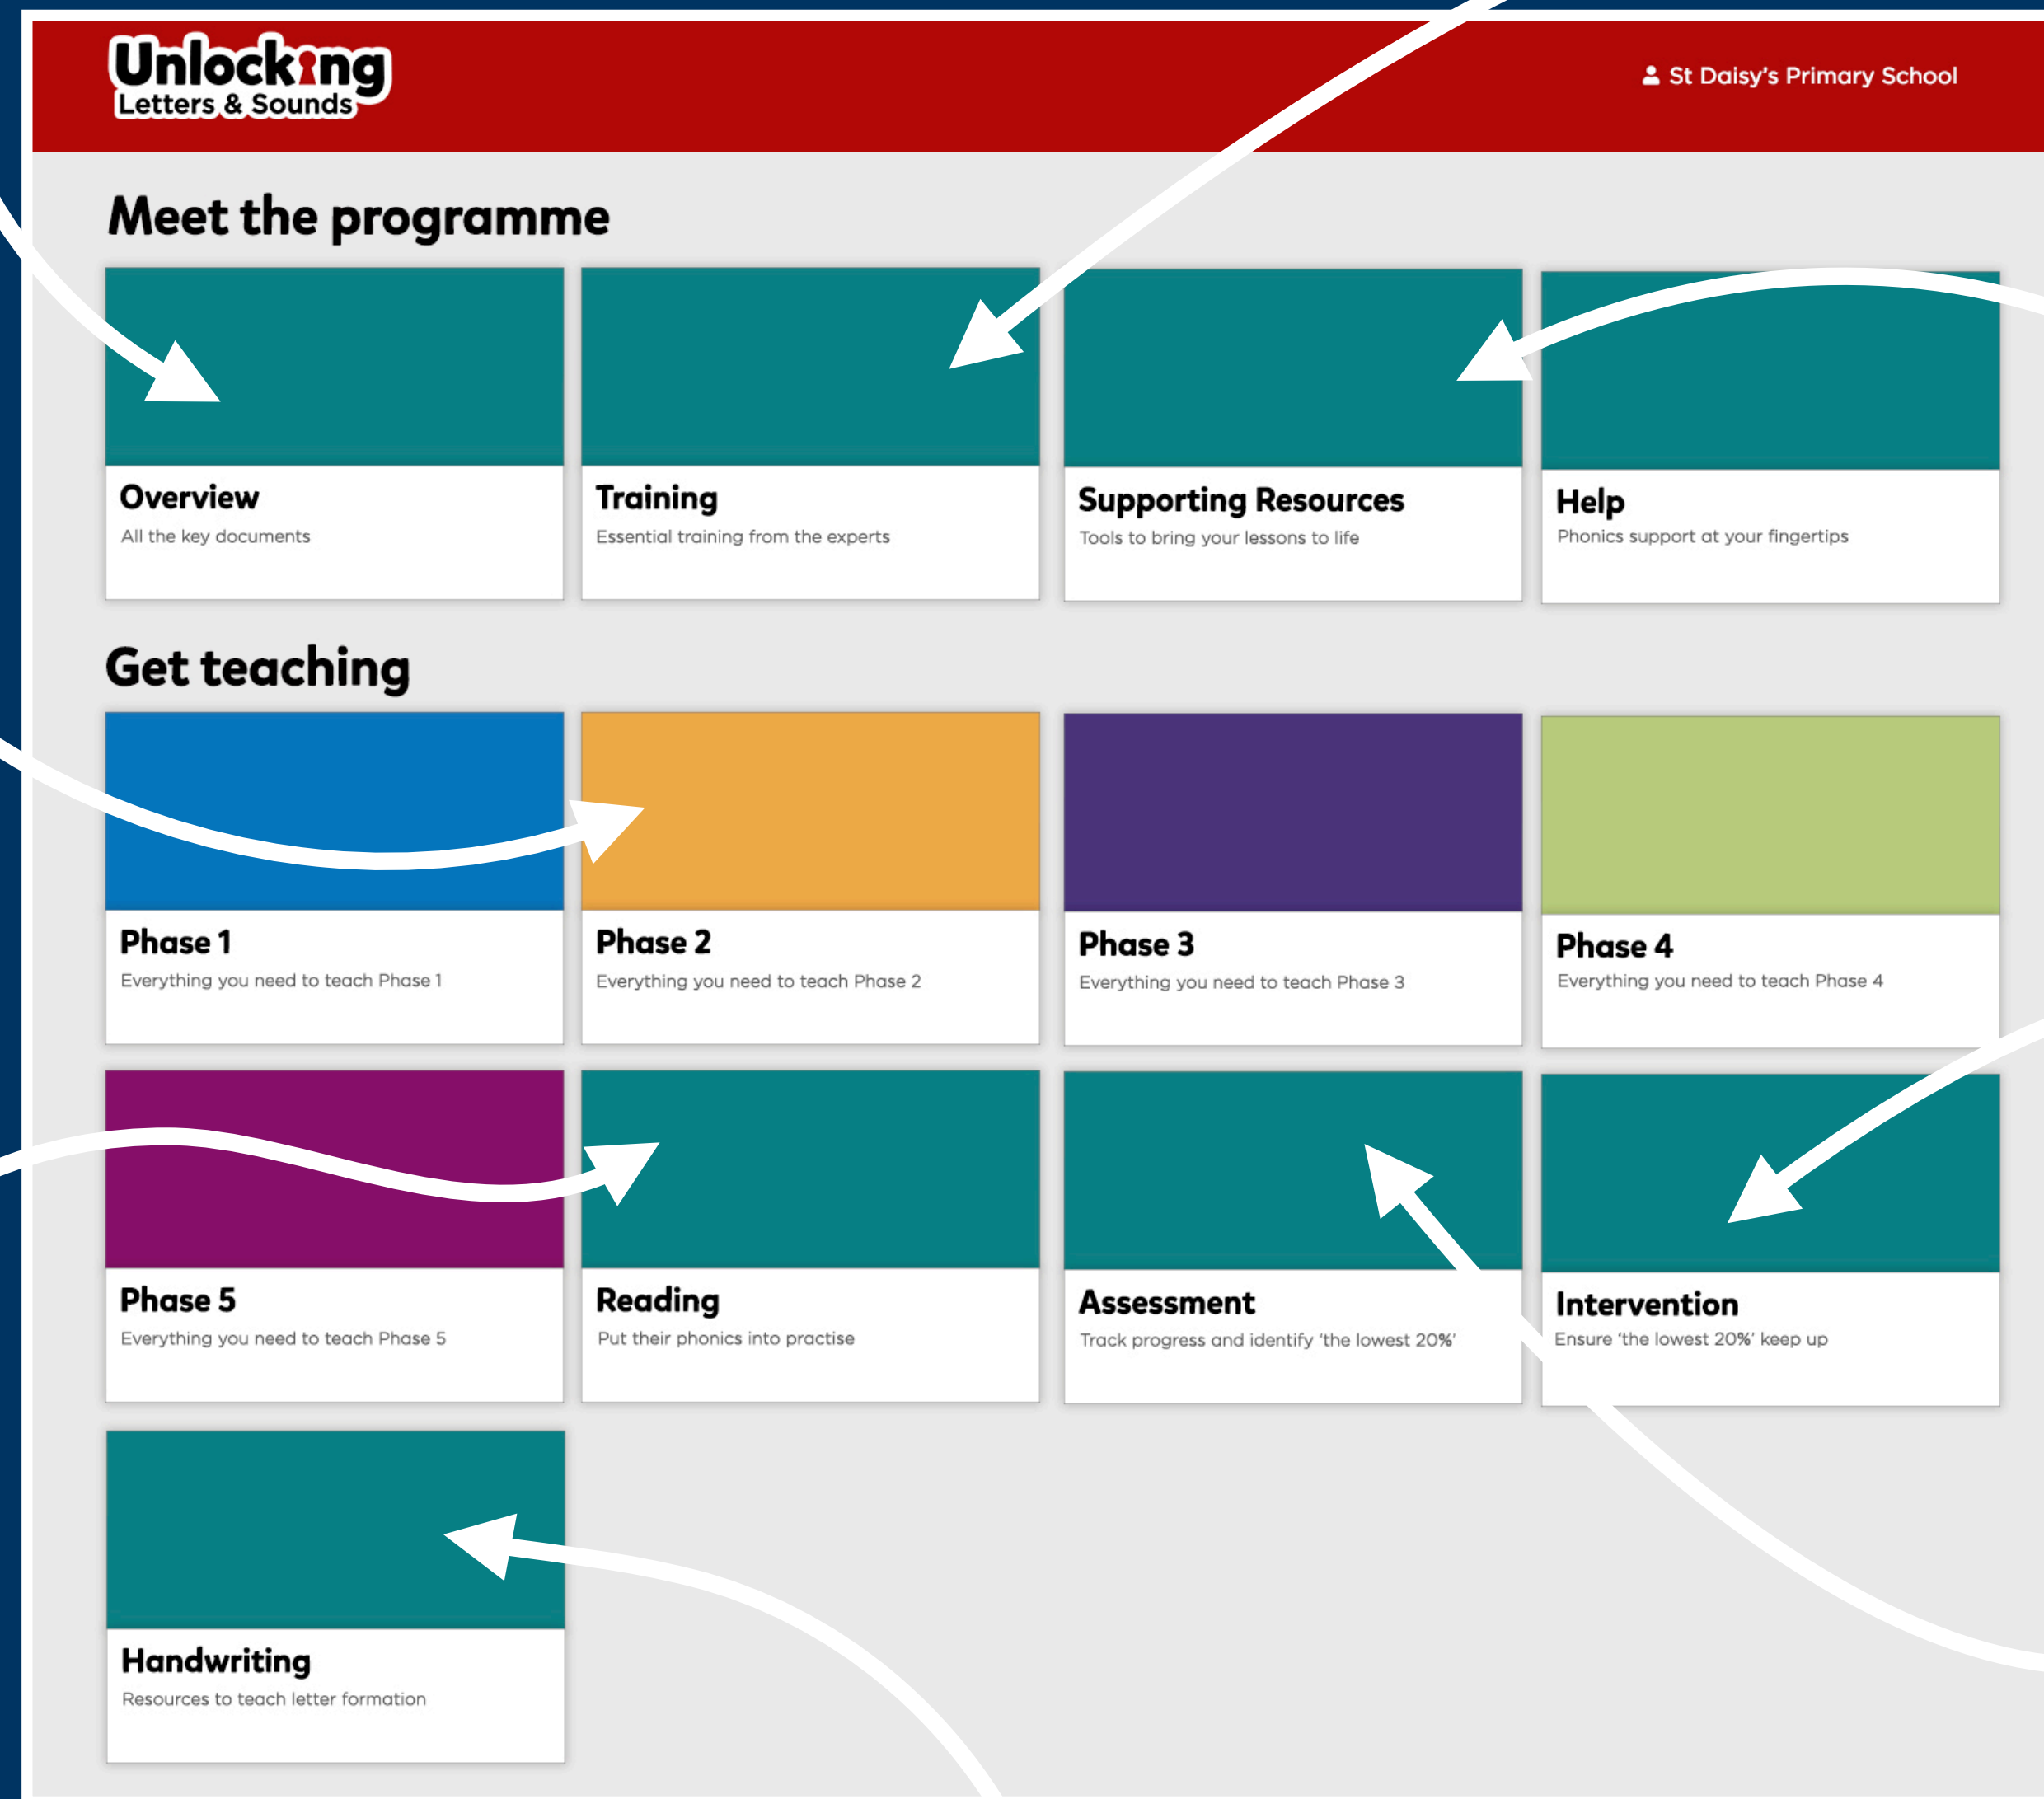 Unlocking
Letters & Sounds
St Daisy's Primary School
Meet the programme
Overview
All the key documents
Training
Essential training from the experts
Supporting Resources
Tools to bring your lessons to life
Help
Phonics support at your fingertips
Get teaching
Phase 1
Everything you need to teach Phase 1
Phase 2
Everything you need to teach Phase 2
Phase 3
Everything you need to teach Phase 3
Phase 4
Everything you need to teach Phase 4
Phase 5
Everything you need to teach Phase 5
Reading
Put their phonics into practise
Assessment
Track progress and identify 'the lowest 20%'
Intervention
Ensure 'the lowest 20%' keep up
Handwriting
Resources to teach letter formation